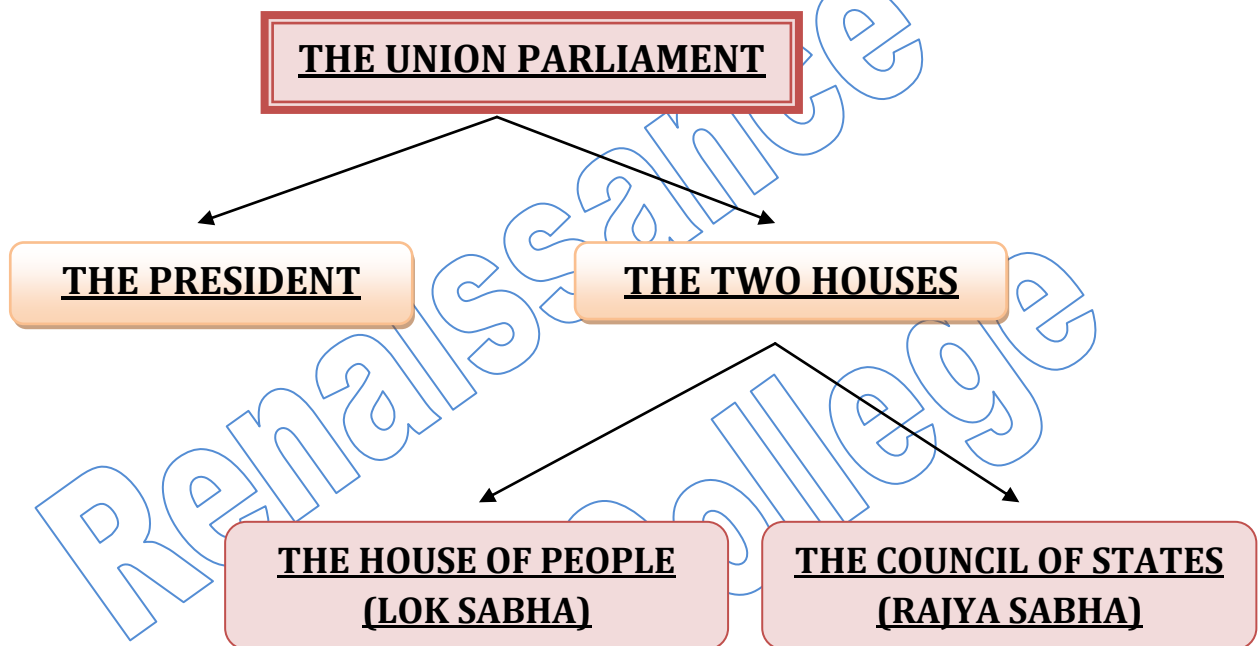 THE UNION PARLIAMENT
THE PRESIDENT
THE TWO HOUSES
THE HOUSE OF PEOPLE
(LOK SABHA)
THE COUNCIL OF STATES
(RAJYA SABHA)
Renaissance
College